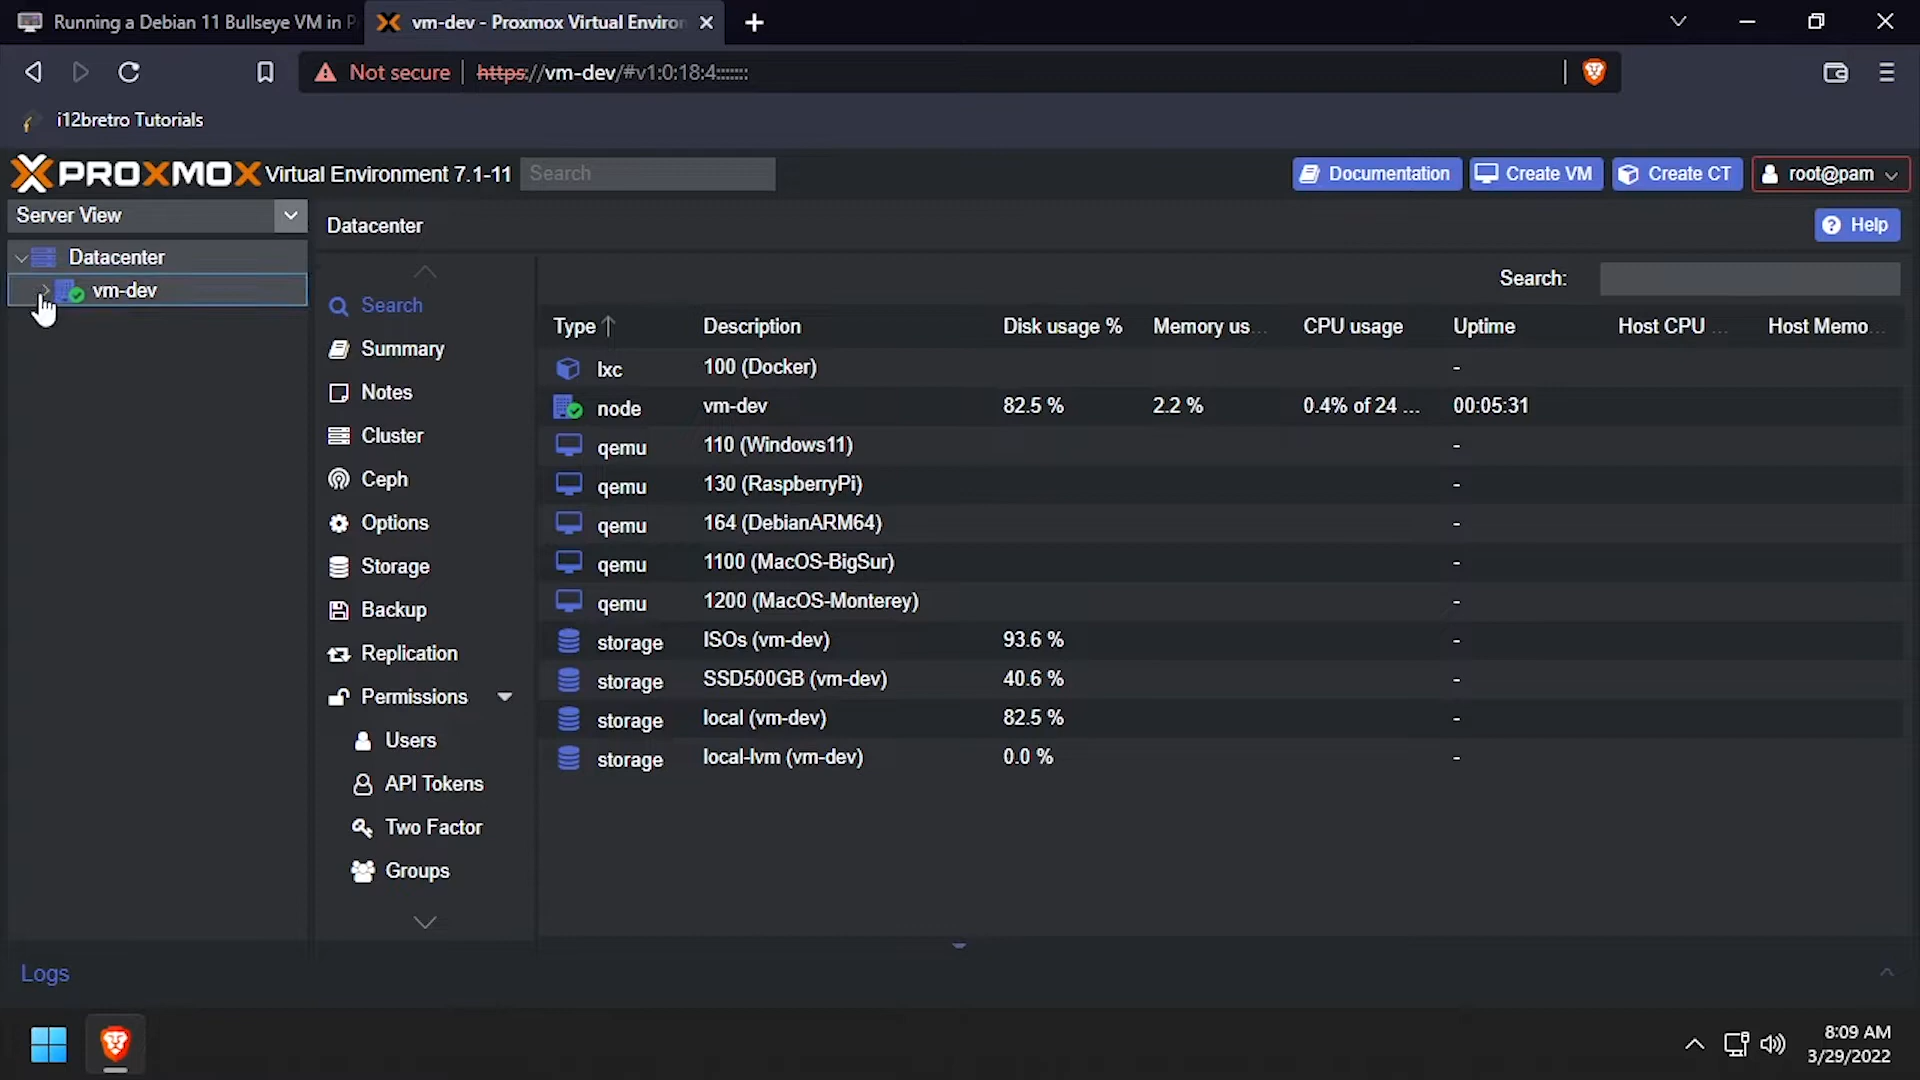 Running a Debian 11 Bullseye VM in P
vm-dev - Proxmox Virtual Environ
Not secure
https://vm-dev/#v1:0:18:4:::::::
i12bretro Tutorials
PROXMOX Virtual Environment 7.1-11
Search
Documentation
Create VM
Create CT
root@pam
Server View
Datacenter
Help
Datacenter
vm-dev
Search:
Search
Summary
Notes
Cluster
Ceph
Options
Storage
Backup
Replication
Permissions
Users
API Tokens
Two Factor
Groups
Type Description Disk usage % Memory us... CPU usage Uptime Host CPU ... Host Memo...
lxc 100 (Docker) -
node vm-dev 82.5 % 2.2 % 0.4% of 24 ... 00:05:31
qemu 110 (Windows11) -
qemu 130 (RaspberryPi) -
qemu 164 (DebianARM64) -
qemu 1100 (MacOS-BigSur) -
qemu 1200 (MacOS-Monterey) -
storage ISOs (vm-dev) 93.6 % -
storage SSD500GB (vm-dev) 40.6 % -
storage local (vm-dev) 82.5 % -
storage local-lvm (vm-dev) 0.0 % -
Logs
8:09 AM
3/29/2022